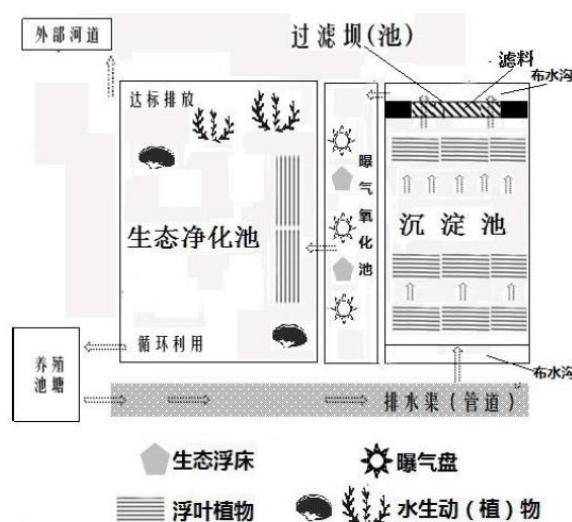 外部河道
过滤坝(池)
滤料
布水沟
达标排放
曝气氧化池
沉淀池
生态净化池
循环利用
养殖池塘
布水沟
排水渠(管道)
生态浮床
曝气盘
浮叶植物
水生动(植)物